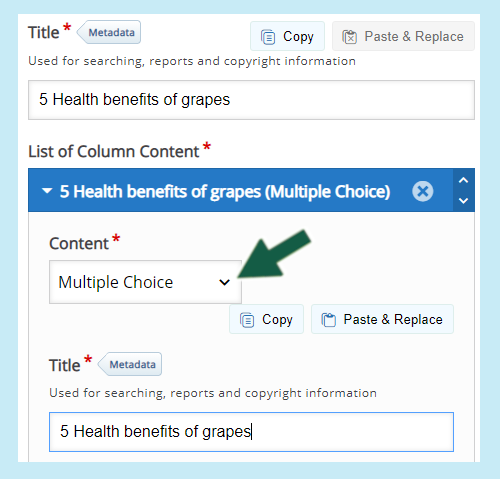 Title * Metadata Copy Paste & Replace
Used for searching, reports and copyright information
5 Health benefits of grapes
List of Column Content *
5 Health benefits of grapes (Multiple Choice)
Content *
Multiple Choice
Copy Paste & Replace
Title * Metadata
Used for searching, reports and copyright information
5 Health benefits of grapes